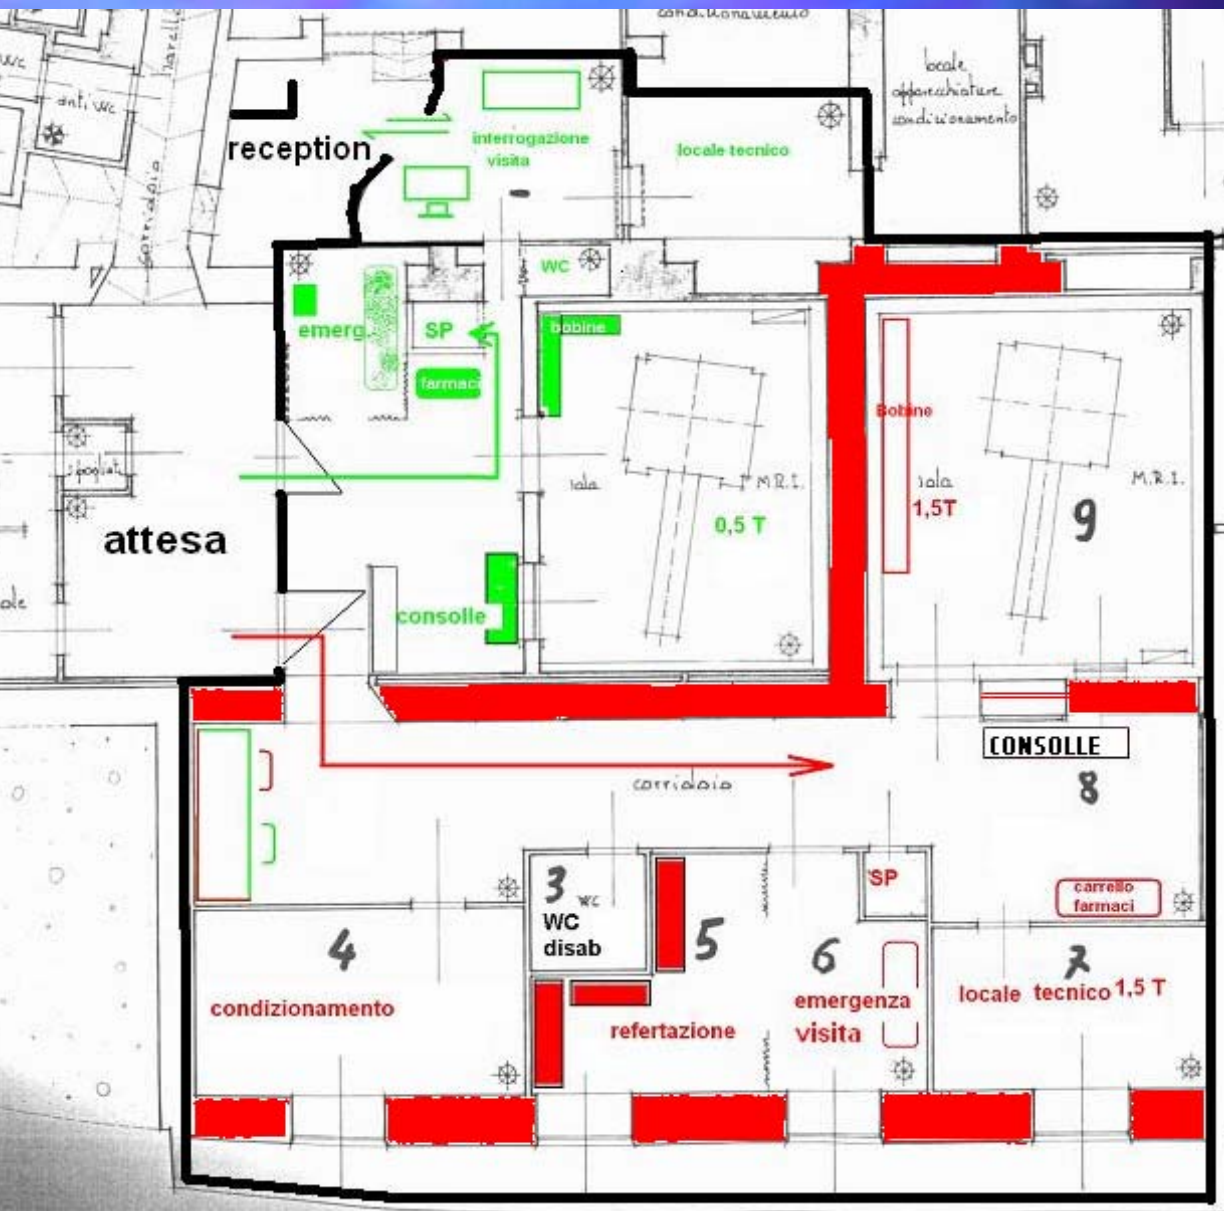 condizionamento
WC
anti WC
barelle
corridoio
locale
apparecchiature
condizionamento
reception
interrogazione
visita
locale tecnico
WC
emerg.
SP
farmaci
bobine
sala
M.R.I.
0,5 T
Bobine
sala
M.R.I.
1,5T
9
spogliat.
attesa
consolle
CONSOLLE
corridoio
8
3
WC
WC
disab
SP
carrello
farmaci
4
5
6
7
condizionamento
refertazione
emergenza
visita
locale tecnico 1,5 T